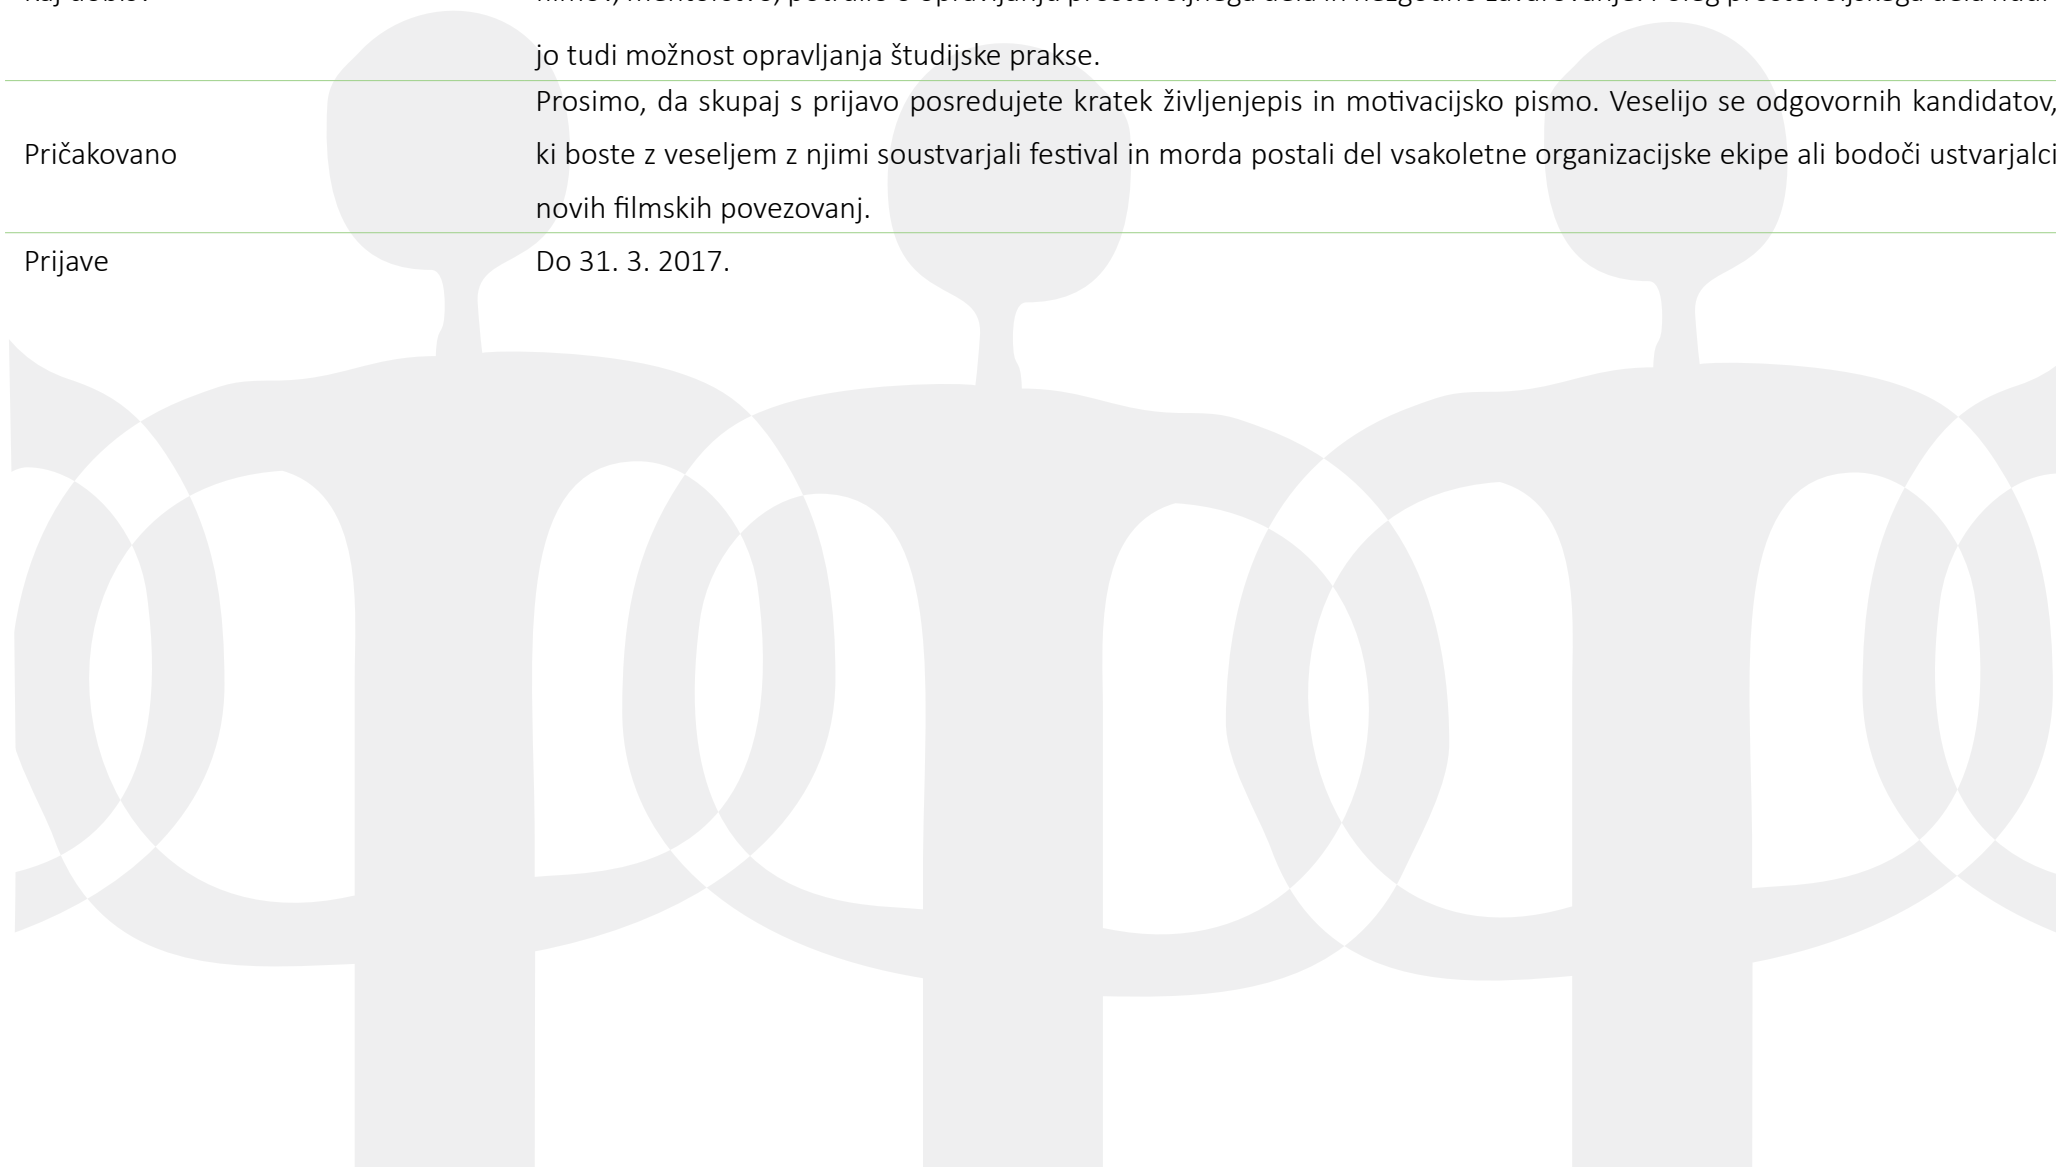 jo tudi možnost opravljanja študijske prakse.
Prosimo, da skupaj s prijavo posredujete kratek življenjepis in motivacijsko pismo. Veselijo se odgovornih kandidatov,
Pričakovano
ki boste z veseljem z njimi soustvarjali festival in morda postali del vsakoletne organizacijske ekipe ali bodoči ustvarjalci
novih filmskih povezovanj.
Prijave
Do 31. 3. 2017.